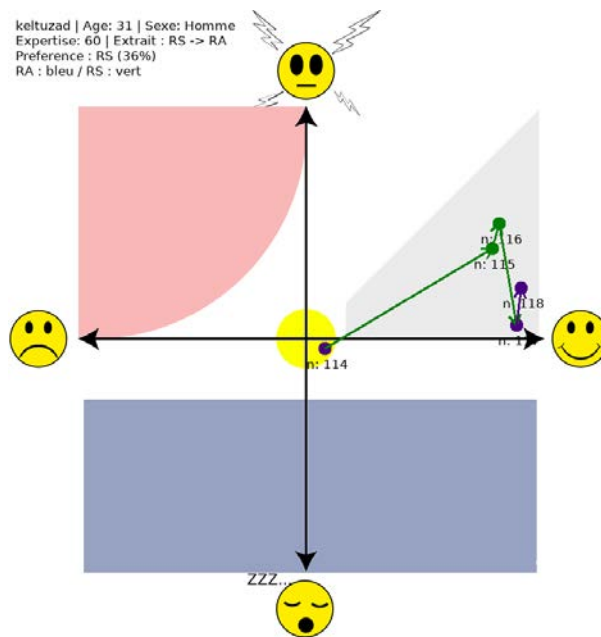 keltuzad | Age: 31 | Sexe: Homme
Expertise: 60 | Extrait : RS -> RA
Preference : RS (36%)
RA : bleu / RS : vert
n: 116
n: 115
n: 118
n: 114
ZZZ...